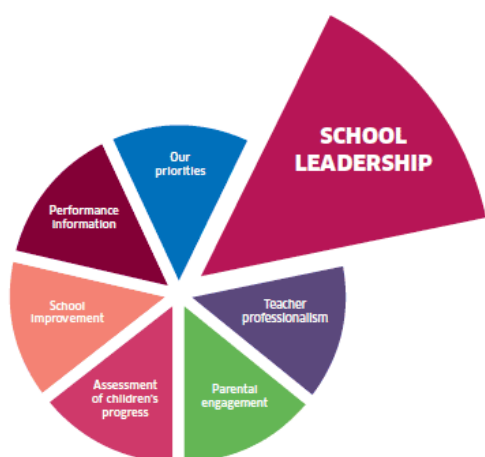 SCHOOL
LEADERSHIP
Our
priorities
Performance
information
Teacher
professionalism
School
improvement
Assessment
of children's
progress
Parental
engagement